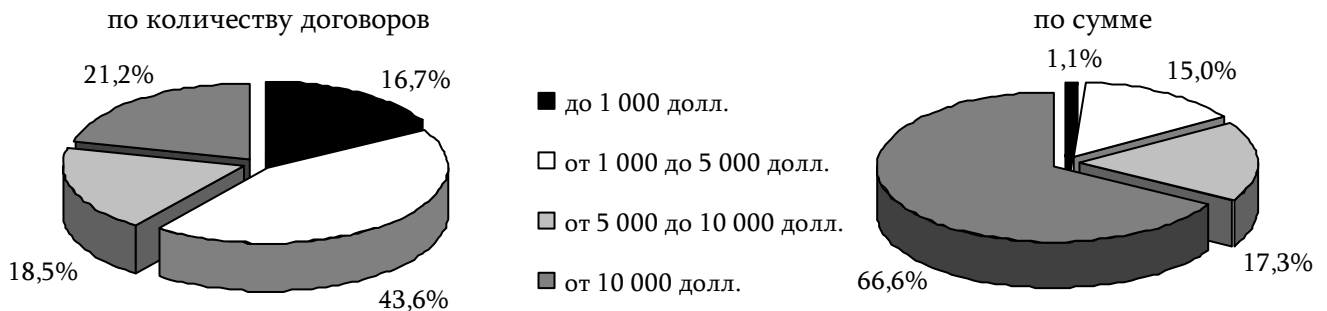 по количеству договоров
21,2%
16,7%
18,5%
43,6%
до 1 000 долл.
от 1 000 до 5 000 долл.
от 5 000 до 10 000 долл.
от 10 000 долл.
по сумме
1,1%
15,0%
66,6%
17,3%